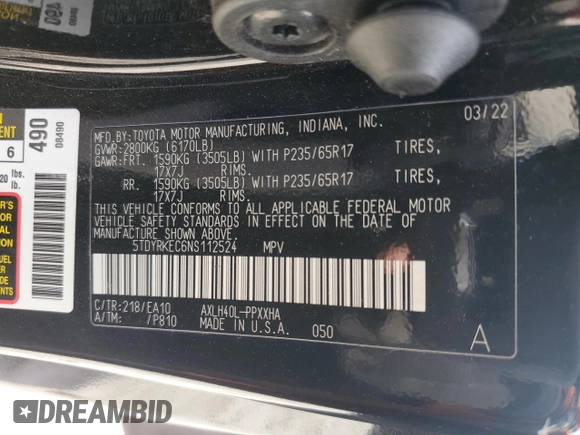 03/22
MFD.BY:TOYOTA MOTOR MANUFACTURING, INDIANA, INC.
GVWR:2800KG (6170LB)
GAWR:FRT. 1590KG (3505LB) WITH P235/65R17 TIRES,
17X7J RIMS.
RR. 1590KG (3505LB) WITH P235/65R17 TIRES,
17X7J RIMS.
THIS VEHICLE CONFORMS TO ALL APPLICABLE FEDERAL MOTOR
VEHICLE SAFETY STANDARDS IN EFFECT ON THE DATE OF
MANUFACTURE SHOWN ABOVE.
5TDYRKEC6NS112524 MPV
C/TR:218/EA10 AXLH40L-PPXXHA
A/TM: /P810 MADE IN U.S.A. 050
A
490
08490
6
lb.
lb.
DREAMBID